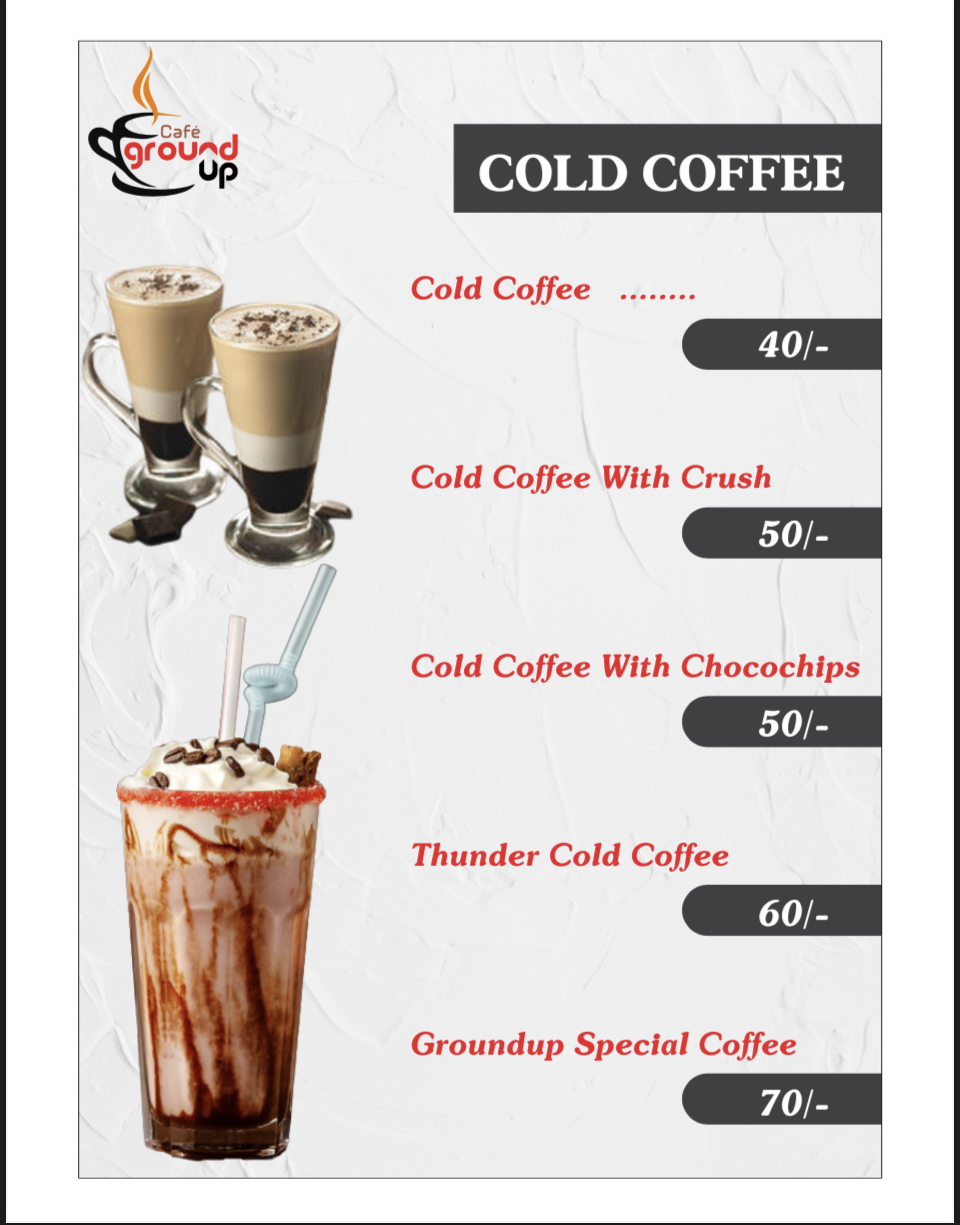 Café
ground
up
COLD COFFEE
Cold Coffee ........
40/-
Cold Coffee With Crush
50/-
Cold Coffee With Chocochips
50/-
Thunder Cold Coffee
60/-
Groundup Special Coffee
70/-